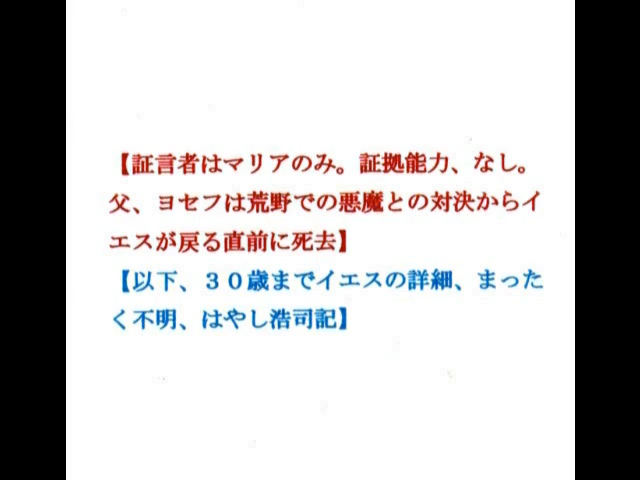 【証言者はマリアのみ。証拠能力、なし。
父、ヨセフは荒野での悪魔との対決からイ
エスが戻る直前に死去】
【以下、３０歳までイエスの詳細、まった
く不明、はやし浩司記】